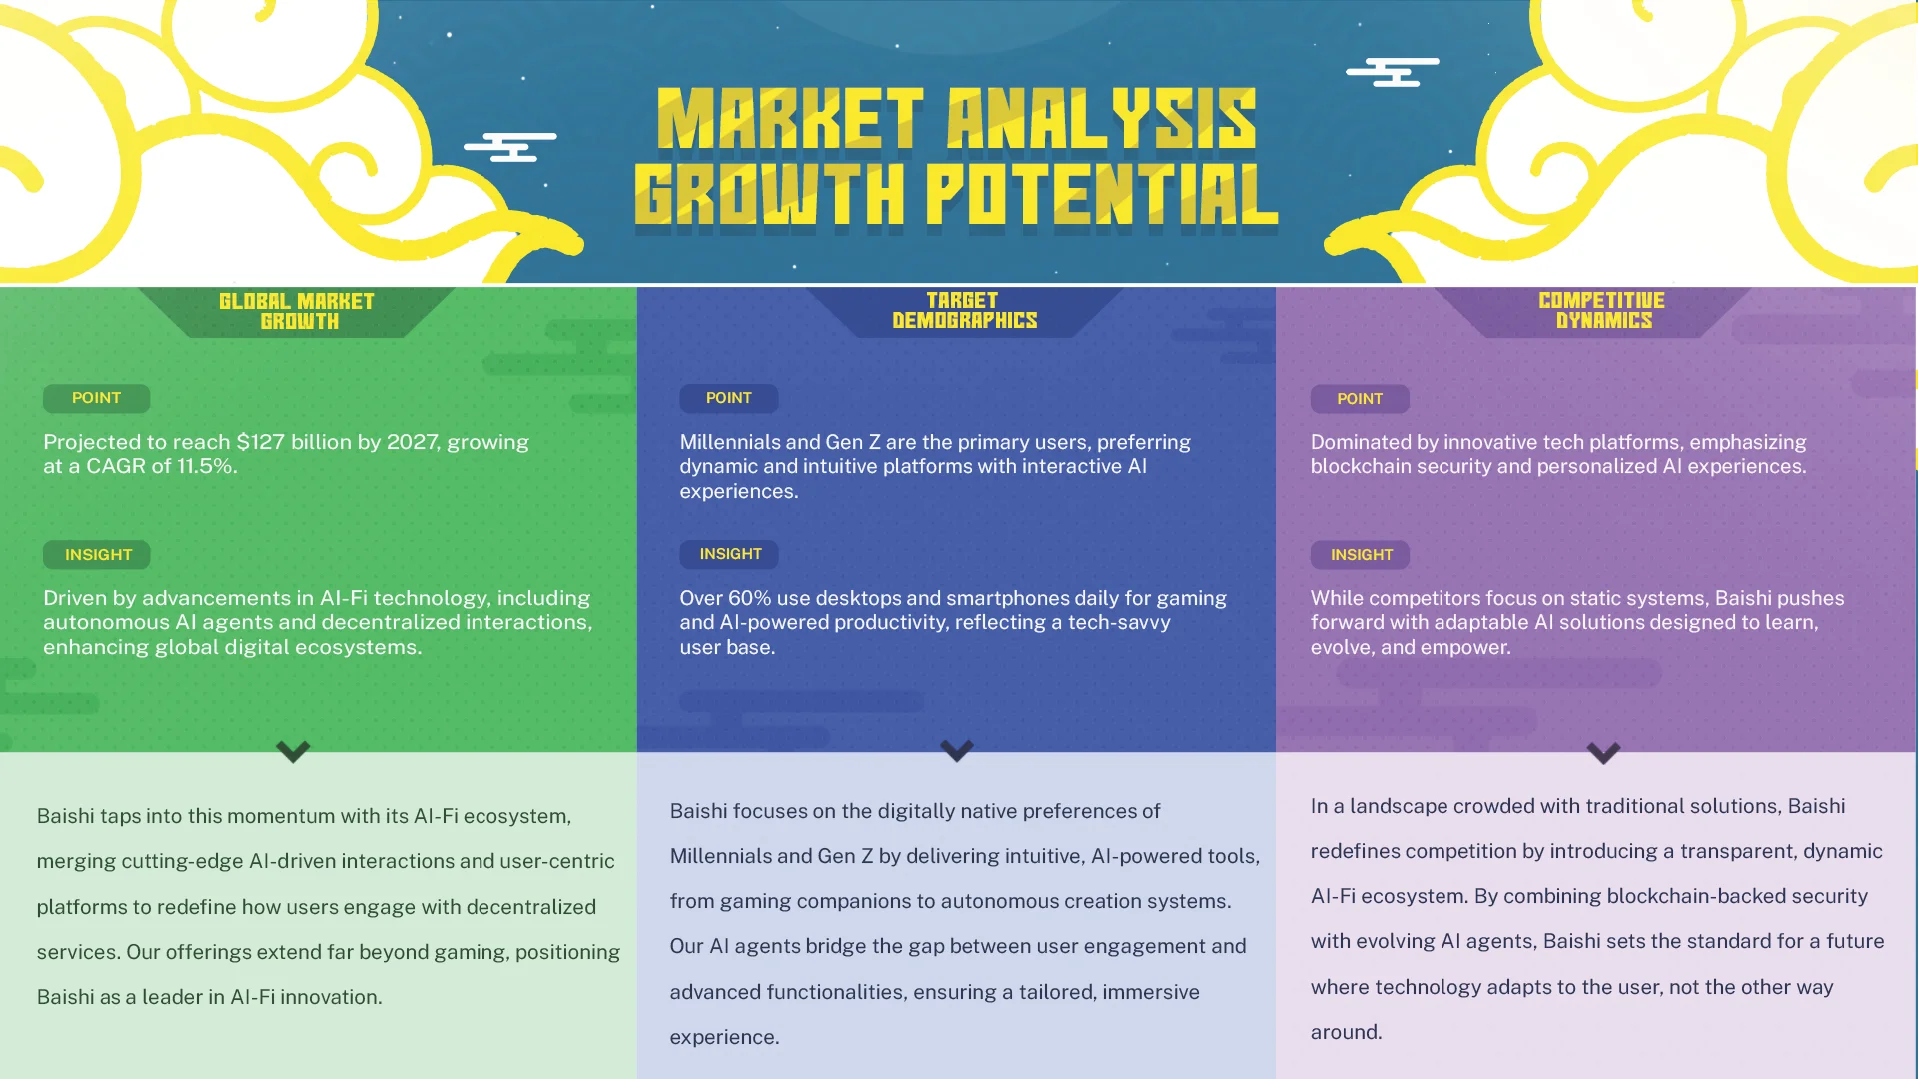 MARKET ANALYSIS
GROWTH POTENTIAL
GLOBAL MARKET
GROWTH
POINT
Projected to reach $127 billion by 2027, growing
at a CAGR of 11.5%.
INSIGHT
Driven by advancements in AI-Fi technology, including
autonomous AI agents and decentralized interactions,
enhancing global digital ecosystems.
Baishi taps into this momentum with its AI-Fi ecosystem,
merging cutting-edge AI-driven interactions and user-centric
platforms to redefine how users engage with decentralized
services. Our offerings extend far beyond gaming, positioning
Baishi as a leader in AI-Fi innovation.
TARGET
DEMOGRAPHICS
POINT
Millennials and Gen Z are the primary users, preferring
dynamic and intuitive platforms with interactive AI
experiences.
INSIGHT
Over 60% use desktops and smartphones daily for gaming
and AI-powered productivity, reflecting a tech-savvy
user base.
Baishi focuses on the digitally native preferences of
Millennials and Gen Z by delivering intuitive, AI-powered tools,
from gaming companions to autonomous creation systems.
Our AI agents bridge the gap between user engagement and
advanced functionalities, ensuring a tailored, immersive
experience.
COMPETITIVE
DYNAMICS
POINT
Dominated by innovative tech platforms, emphasizing
blockchain security and personalized AI experiences.
INSIGHT
While competitors focus on static systems, Baishi pushes
forward with adaptable AI solutions designed to learn,
evolve, and empower.
In a landscape crowded with traditional solutions, Baishi
redefines competition by introducing a transparent, dynamic
AI-Fi ecosystem. By combining blockchain-backed security
with evolving AI agents, Baishi sets the standard for a future
where technology adapts to the user, not the other way
around.